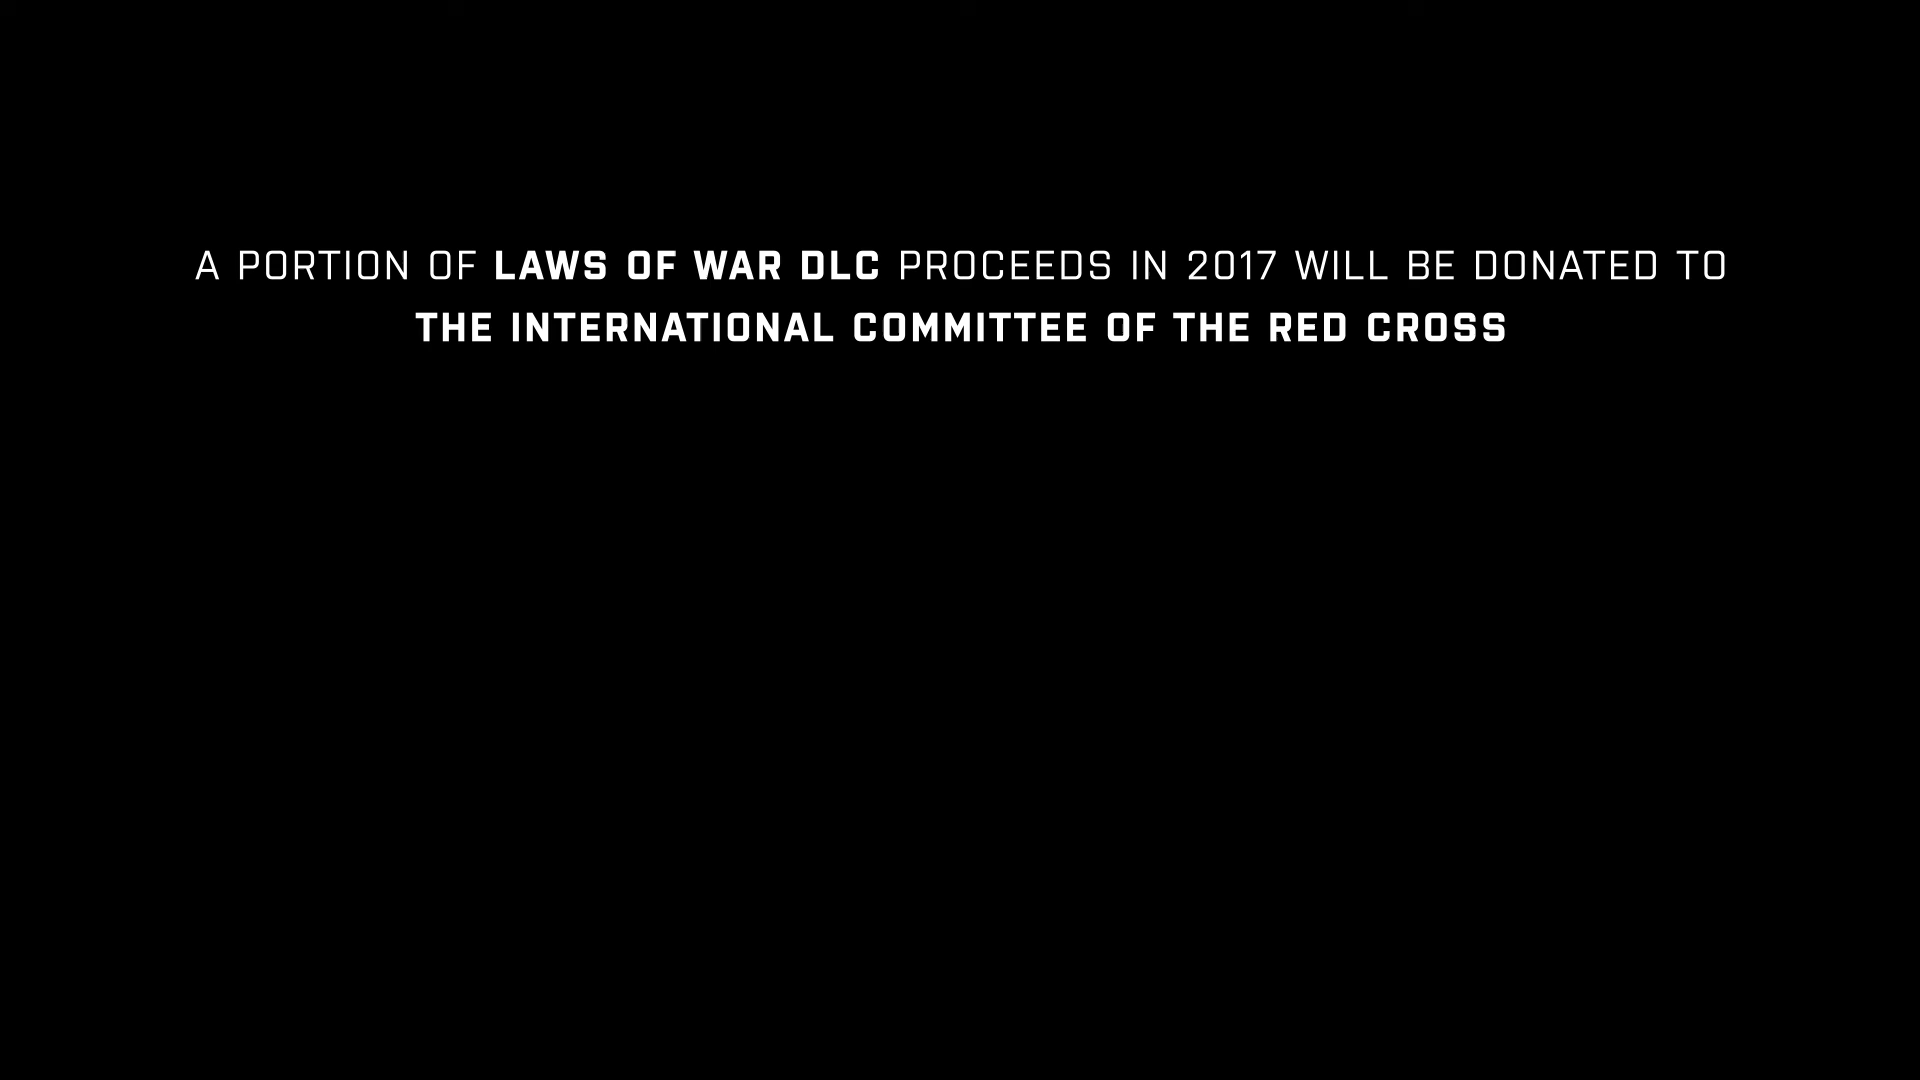 A PORTION OF LAWS OF WAR DLC PROCEEDS IN 2017 WILL BE DONATED TO
THE INTERNATIONAL COMMITTEE OF THE RED CROSS